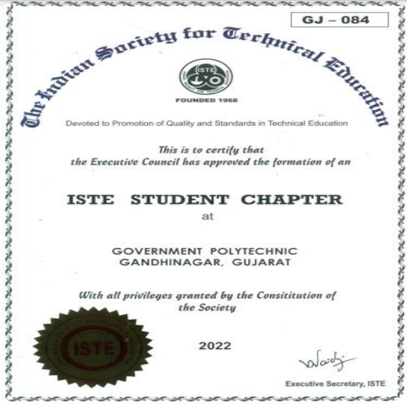 GJ – 084
The Indian Society for Technical Education
ISTE
FOUNDED 1968
Devoted to Promotion of Quality and Standards in Technical Education
This is to certify that
the Executive Council has approved the formation of an
ISTE STUDENT CHAPTER
at
GOVERNMENT POLYTECHNIC
GANDHINAGAR, GUJARAT
With all privileges granted by the Consititution of
the Society
ISTE
2022
Executive Secretary, ISTE